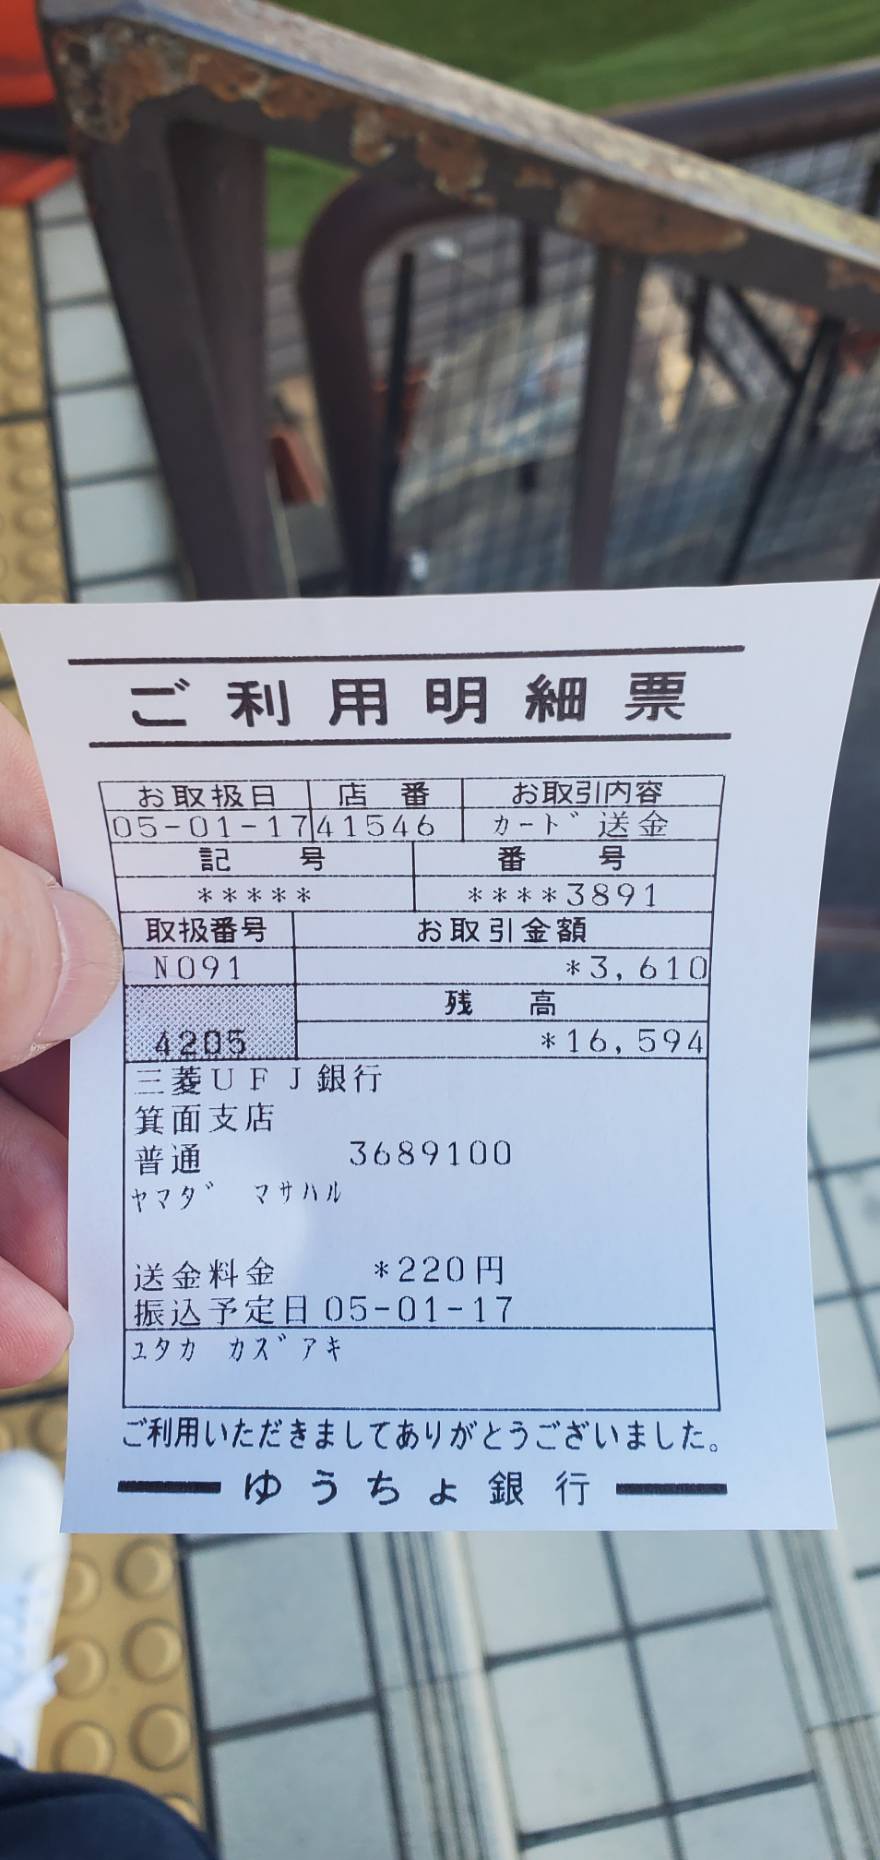 ご利用明細票
お取扱日 店番 お取引内容
05-01-17 41546 カード送金
記号 番号
***** ****3891
取扱番号 お取引金額
N091 *3,610
残高
4205 *16,594
三菱UFJ銀行
箕面支店
普通 3689100
ヤマダ マサハル
送金料金 *220円
振込予定日 05-01-17
ユタカ カズアキ
ご利用いただきましてありがとうございました。
ゆうちょ銀行